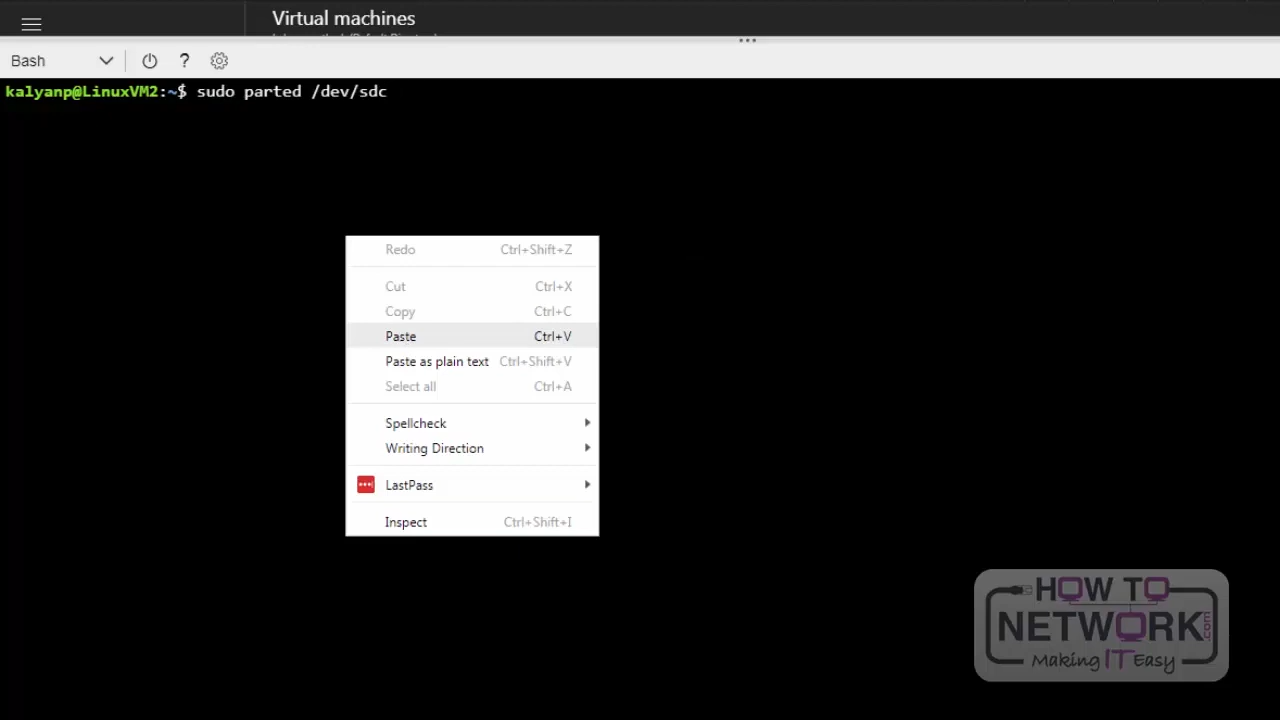 Virtual machines
Bash
?
kalyanp@LinuxVM2:~$ sudo parted /dev/sdc
Redo Ctrl+Shift+Z
Cut Ctrl+X
Copy Ctrl+C
Paste Ctrl+V
Paste as plain text Ctrl+Shift+V
Select all Ctrl+A
Spellcheck
Writing Direction
LastPass
Inspect Ctrl+Shift+I
HOW TO
NETWORK.com
Making IT Easy